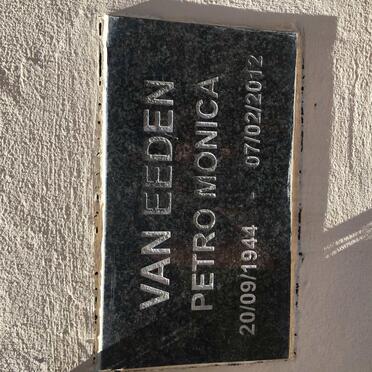 VAN EEDEN
PETRO MONICA
20/09/1944 - 07/02/2012